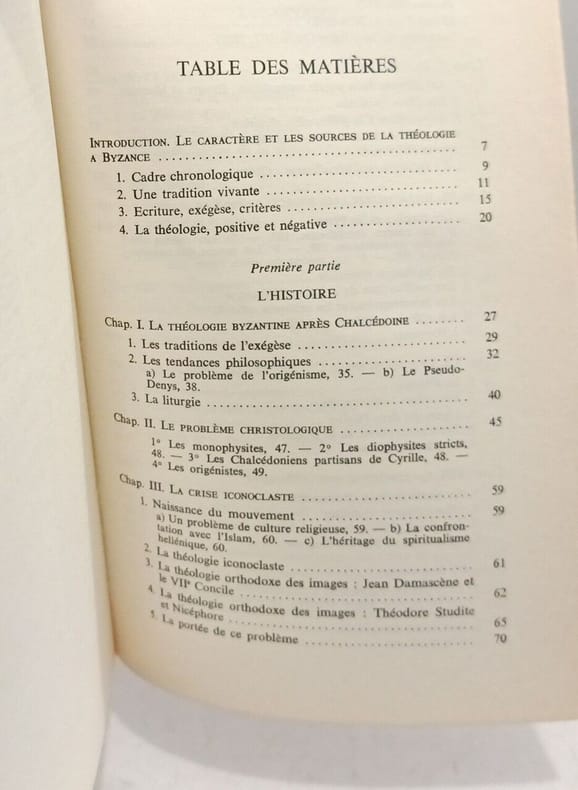 TABLE DES MATIÈRES
INTRODUCTION. LE CARACTÈRE ET LES SOURCES DE LA THÉOLOGIE
A BYZANCE ........................................ 7
1. Cadre chronologique .............................. 9
2. Une tradition vivante .............................. 11
3. Ecriture, exégèse, critères .............................. 15
4. La théologie, positive et négative .................... 20
Première partie
L'HISTOIRE
Chap. I. LA THÉOLOGIE BYZANTINE APRÈS CHALCÉDOINE ........ 27
1. Les traditions de l'exégèse .............................. 29
2. Les tendances philosophiques .............................. 32
a) Le problème de l'origénisme, 35. — b) Le Pseudo-
Denys, 38.
3. La liturgie ........................................ 40
Chap. II. LE PROBLÈME CHRISTOLOGIQUE .................... 45
1° Les monophysites, 47. — 2° Les diophysites stricts,
48. — 3° Les Chalcédoniens partisans de Cyrille, 48. —
4° Les origénistes, 49.
Chap. III. LA CRISE ICONOCLASTE .............................. 59
1. Naissance du mouvement .............................. 59
a) Un problème de culture religieuse, 59. — b) La confron-
tation avec l'Islam, 60. — c) L'héritage du spiritualisme
hellénique, 60.
2. La théologie iconoclaste .............................. 61
3. La théologie orthodoxe des images : Jean Damascène et
le VIIe Concile .............................. 62
4. La théologie orthodoxe des images : Théodore Studite
et Nicéphore .............................. 65
5. La portée de ce problème .............................. 70